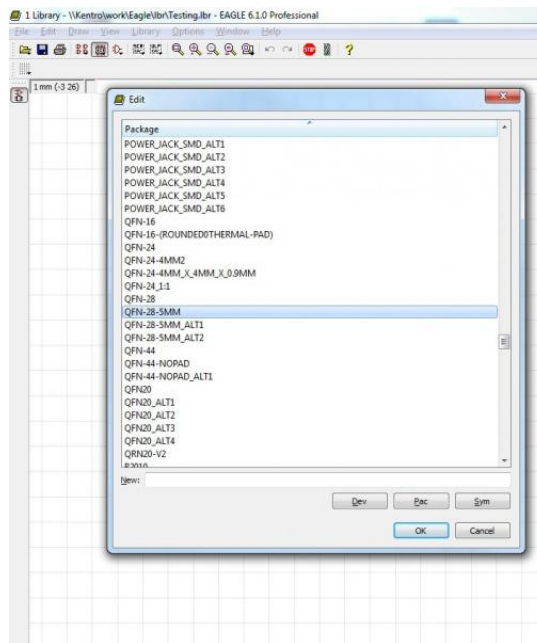 1 Library - \\Kentro\work\Eagle\lbr\Testing.lbr - EAGLE 6.1.0 Professional
File Edit Draw View Library Options Window Help
1 mm (-3 26)
Edit
Package
POWER_JACK_SMD_ALT1
POWER_JACK_SMD_ALT2
POWER_JACK_SMD_ALT3
POWER_JACK_SMD_ALT4
POWER_JACK_SMD_ALT5
POWER_JACK_SMD_ALT6
QFN-16
QFN-16-(ROUNDED0THERMAL-PAD)
QFN-24
QFN-24-4MM2
QFN-24-4MM_X_4MM_X_0.9MM
QFN-24_1:1
QFN-28
QFN-28-5MM
QFN-28-5MM_ALT1
QFN-28-5MM_ALT2
QFN-44
QFN-44-NOPAD
QFN-44-NOPAD_ALT1
QFN20
QFN20_ALT1
QFN20_ALT2
QFN20_ALT3
QFN20_ALT4
QRN20-V2
R2010
New:
Dev Pac Sym
OK Cancel